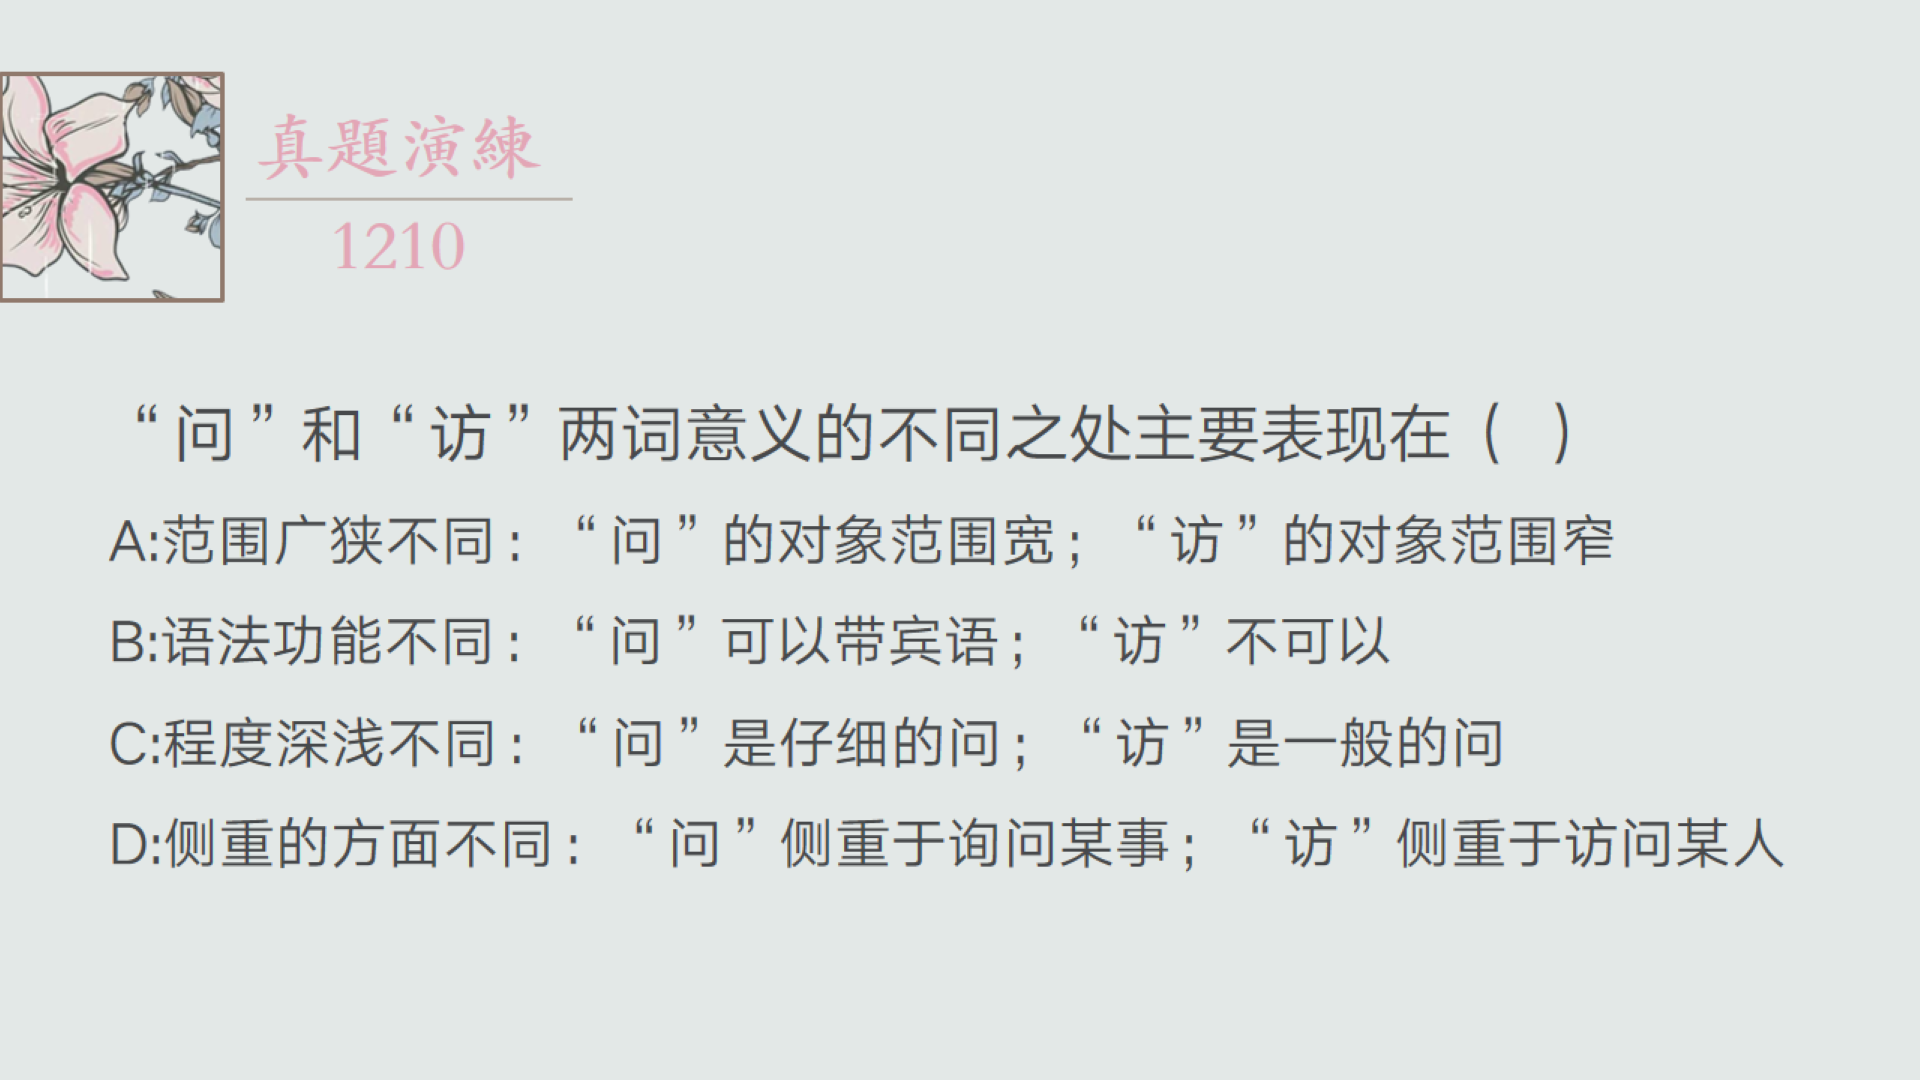 真題演練
1210
“问”和“访”两词意义的不同之处主要表现在（ ）
A:范围广狭不同：“问”的对象范围宽；“访”的对象范围窄
B:语法功能不同：“问”可以带宾语；“访”不可以
C:程度深浅不同：“问”是仔细的问；“访”是一般的问
D:侧重的方面不同：“问”侧重于询问某事；“访”侧重于访问某人